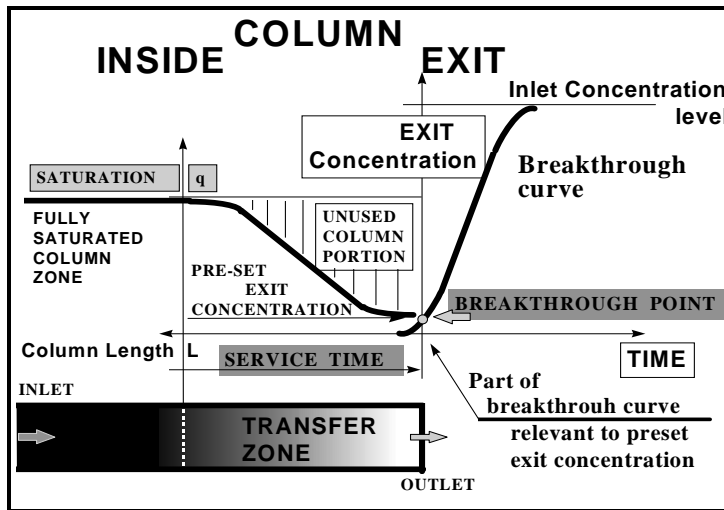 INSIDE COLUMN EXIT
Inlet Concentration
level
EXIT
Concentration
Breakthrough
curve
SATURATION
q
FULLY
SATURATED
COLUMN
ZONE
UNUSED
COLUMN
PORTION
PRE-SET
EXIT
CONCENTRATION
BREAKTHROUGH POINT
Column Length L
SERVICE TIME
TIME
INLET
TRANSFER
ZONE
OUTLET
Part of
breakthrouh curve
relevant to preset
exit concentration